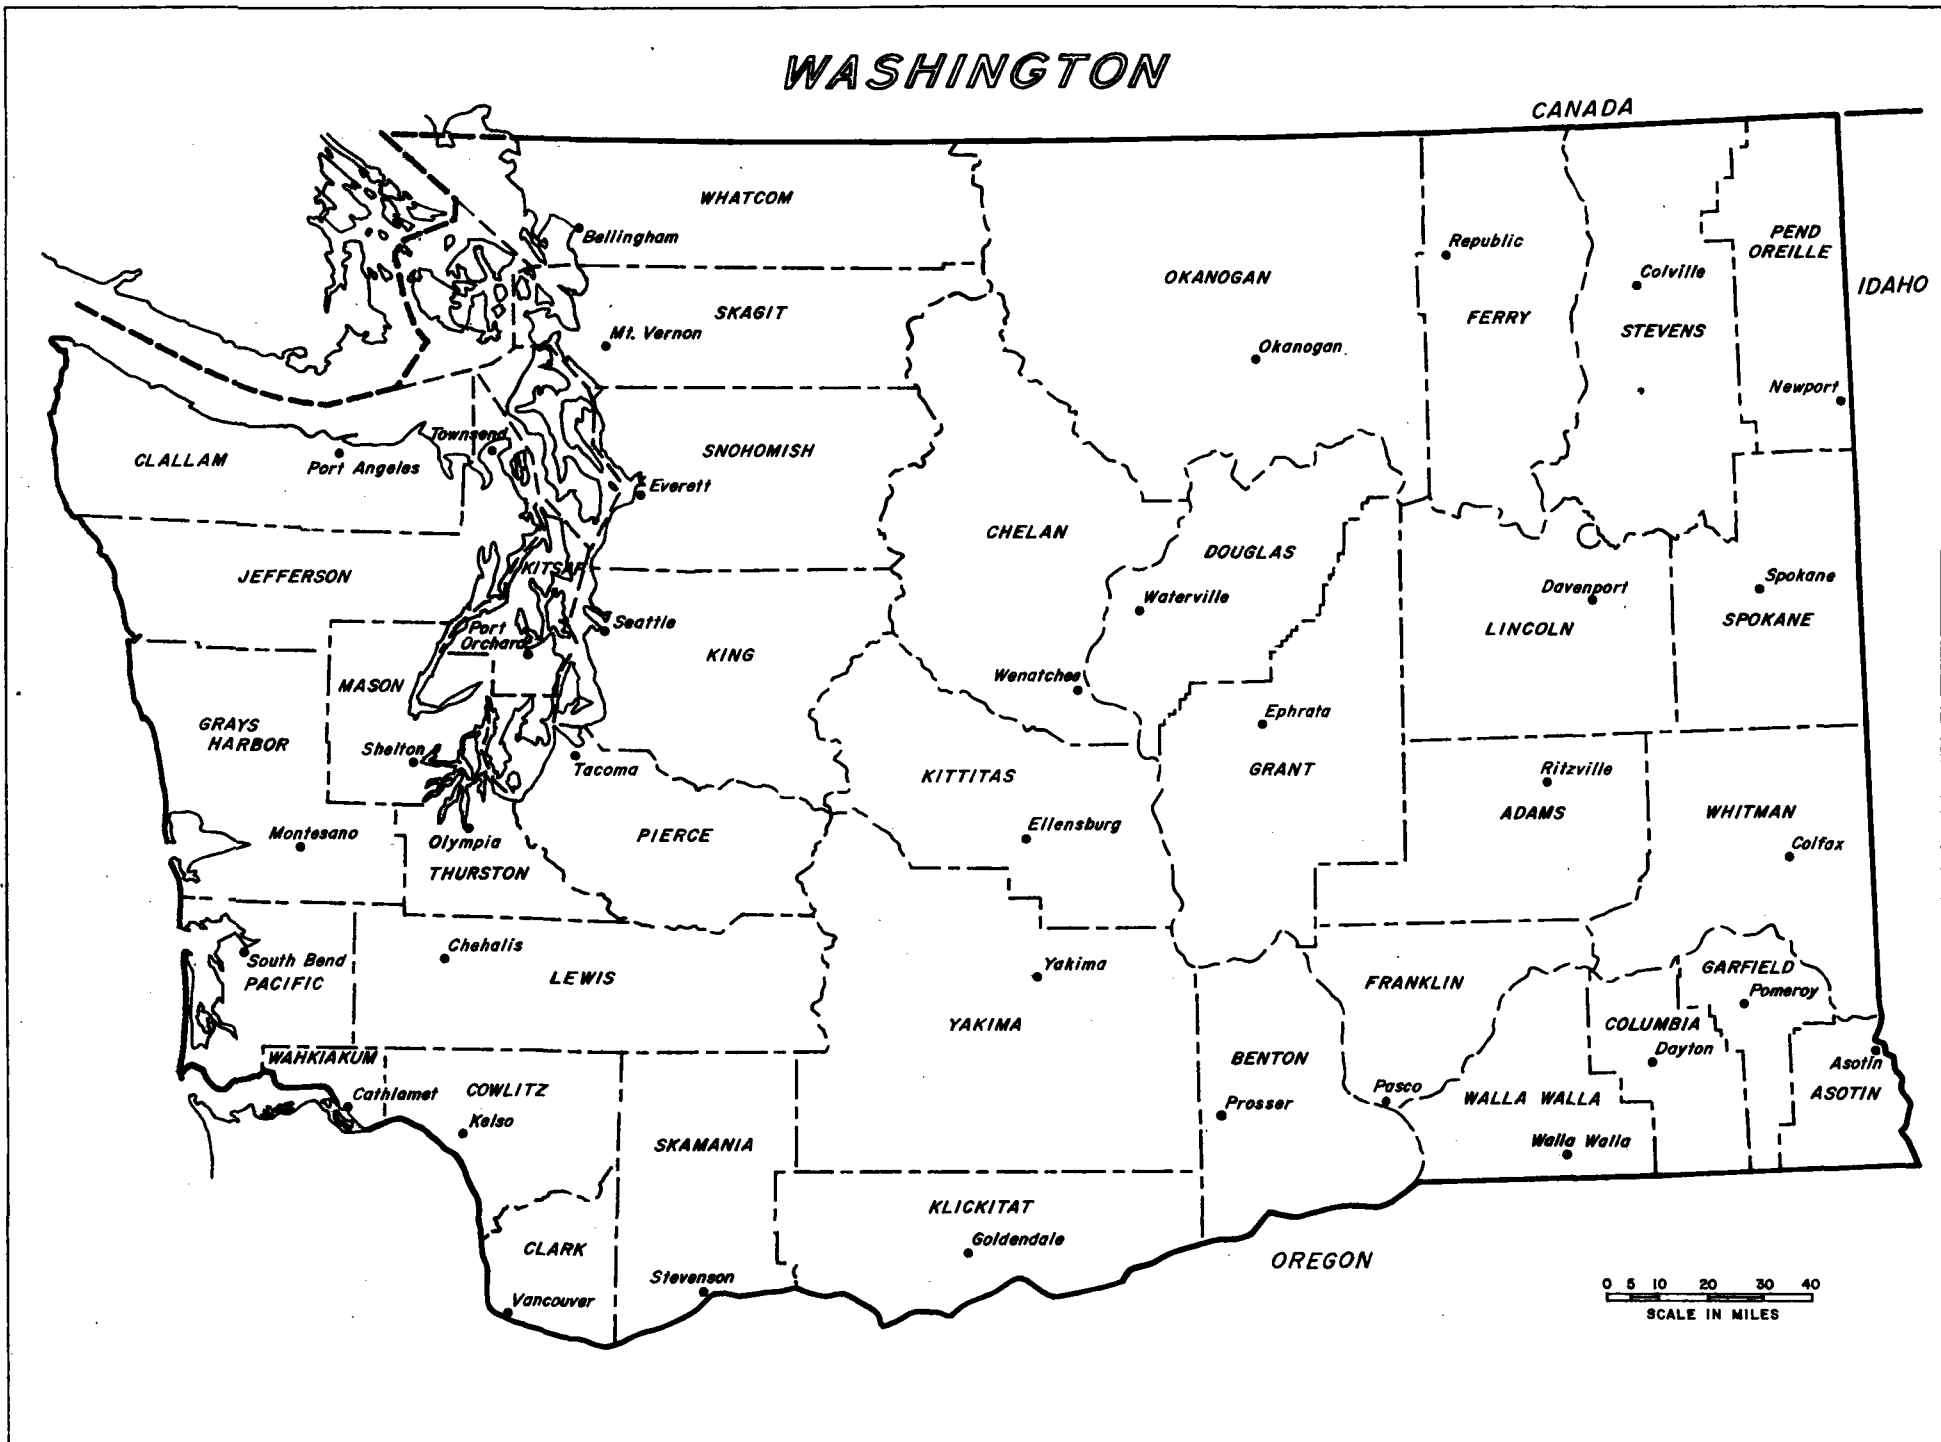 WASHINGTON
CANADA
WHATCOM
Bellingham
SKAGIT
Mt. Vernon
OKANOGAN
Okanogan
Republic
FERRY
Colville
STEVENS
PEND
OREILLE
IDAHO
Newport
CLALLAM
Port Angeles
Townsend
SNOHOMISH
Everett
CHELAN
DOUGLAS
Waterville
Wenatchee
JEFFERSON
KITSAP
Port
Orchard
Seattle
KING
Davenport
LINCOLN
Spokane
SPOKANE
MASON
GRAYS
HARBOR
Shelton
Tacoma
KITTITAS
Ephrata
GRANT
Ritzville
ADAMS
WHITMAN
Colfax
Montesano
Olympia
THURSTON
PIERCE
Ellensburg
South Bend
PACIFIC
Chehalis
LEWIS
Yakima
YAKIMA
FRANKLIN
GARFIELD
Pomeroy
COLUMBIA
Dayton
WAHKIAKUM
Cathlamet
COWLITZ
Kelso
SKAMANIA
BENTON
Prosser
Pasco
WALLA WALLA
Walla Walla
Asotin
ASOTIN
CLARK
Vancouver
Stevenson
KLICKITAT
Goldendale
OREGON
0 5 10 20 30 40
SCALE IN MILES